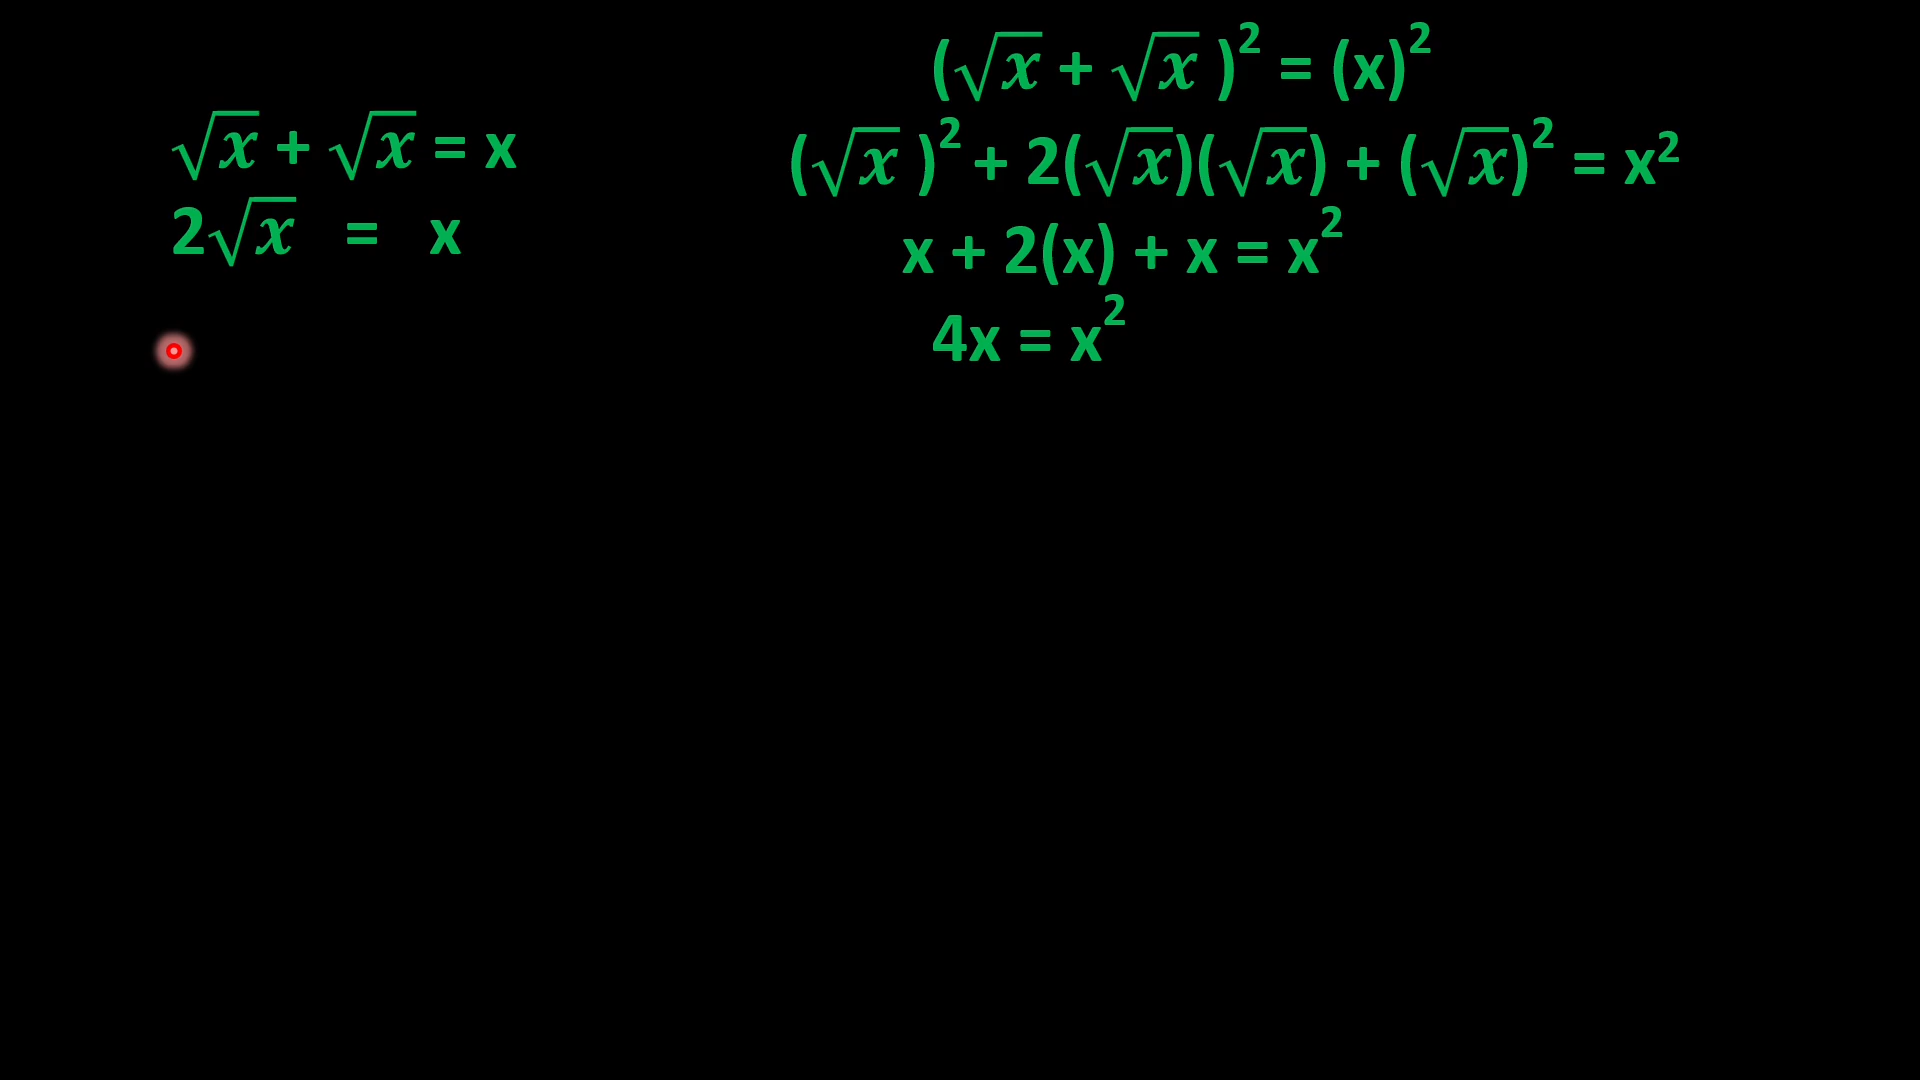 √x + √x = x
2√x = x
(√x + √x )² = (x)²
(√x )² + 2(√x)(√x) + (√x)² = x²
x + 2(x) + x = x²
4x = x²